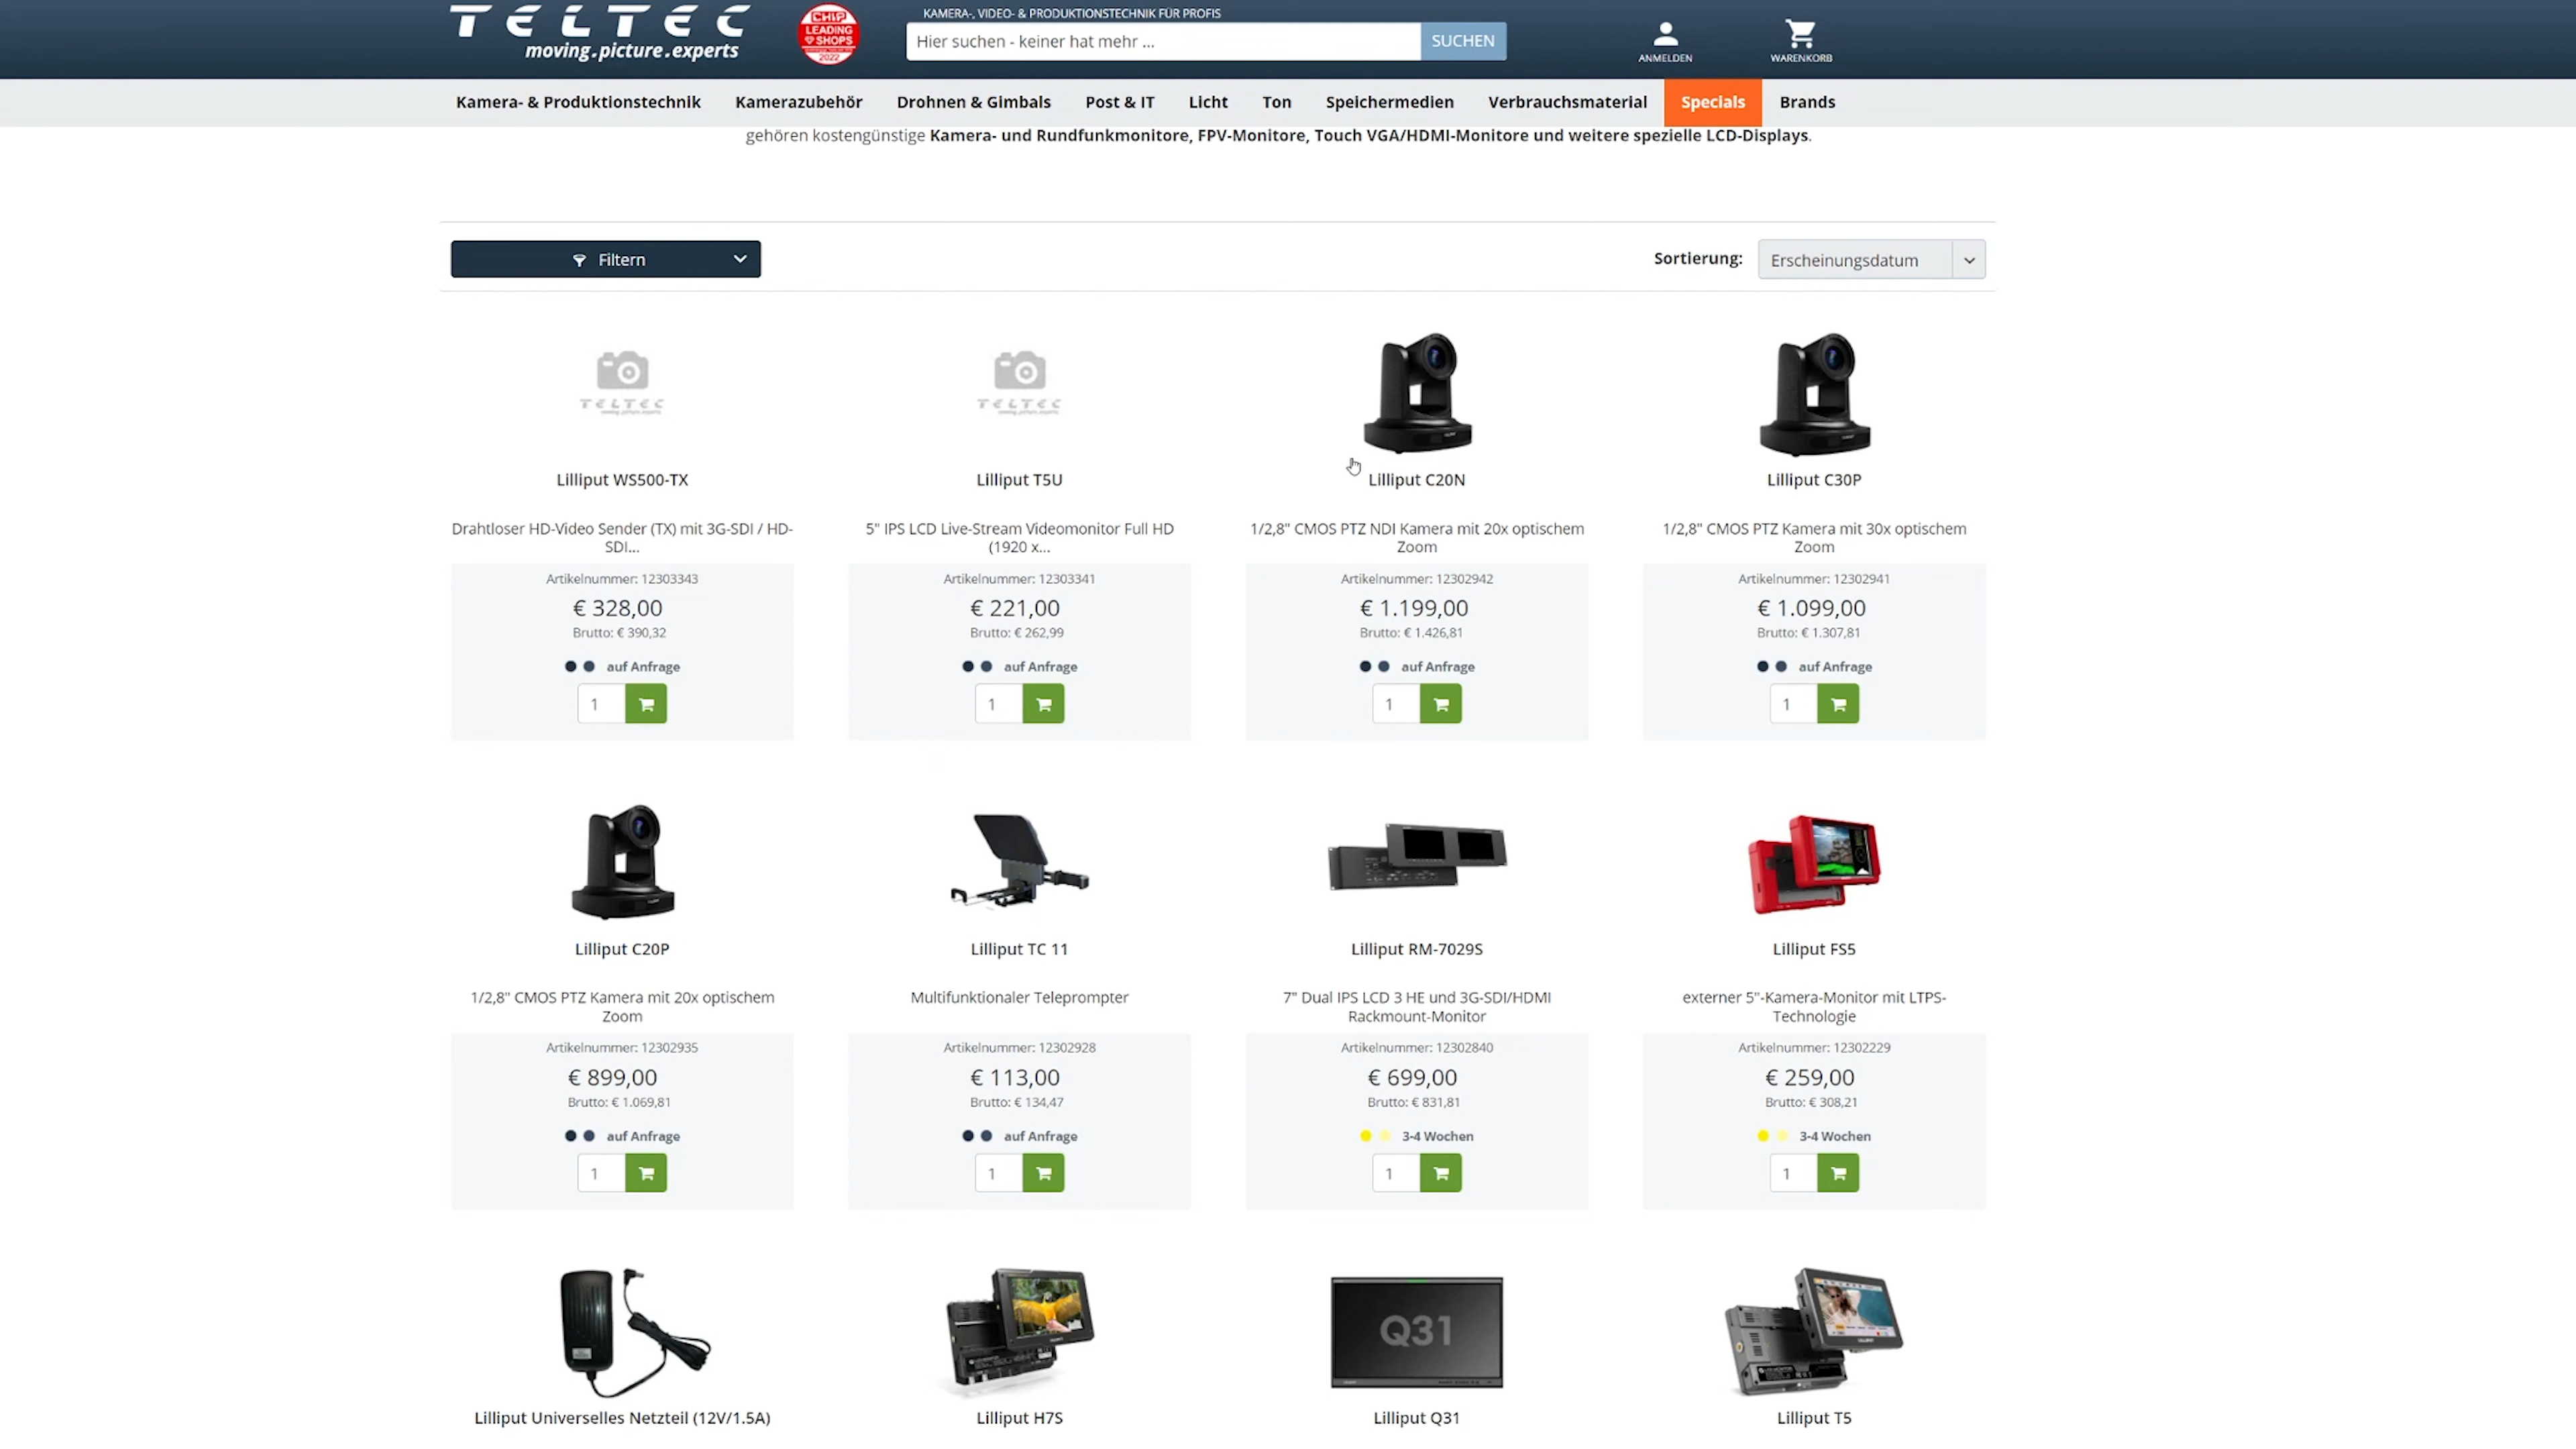 TELTEC
moving.picture.experts
CHIP
LEADING
SHOPS
2022
KAMERA-, VIDEO- & PRODUKTIONSTECHNIK FÜR PROFIS
Hier suchen - keiner hat mehr ...
SUCHEN
ANMELDEN
WARENKORB
Kamera- & Produktionstechnik Kamerazubehör Drohnen & Gimbals Post & IT Licht Ton Speichermedien Verbrauchsmaterial Specials Brands
gehören kostengünstige Kamera- und Rundfunkmonitore, FPV-Monitore, Touch VGA/HDMI-Monitore und weitere spezielle LCD-Displays.
Filtern
Sortierung: Erscheinungsdatum
TELTEC
moving.picture.experts
Lilliput WS500-TX
Drahtloser HD-Video Sender (TX) mit 3G-SDI / HD-
SDI...
Artikelnummer: 12303343
€ 328,00
Brutto: € 390,32
auf Anfrage
1
TELTEC
moving.picture.experts
Lilliput T5U
5" IPS LCD Live-Stream Videomonitor Full HD
(1920 x...
Artikelnummer: 12303341
€ 221,00
Brutto: € 262,99
auf Anfrage
1
Lilliput C20N
1/2,8" CMOS PTZ NDI Kamera mit 20x optischem
Zoom
Artikelnummer: 12302942
€ 1.199,00
Brutto: € 1.426,81
auf Anfrage
1
Lilliput C30P
1/2,8" CMOS PTZ Kamera mit 30x optischem
Zoom
Artikelnummer: 12302941
€ 1.099,00
Brutto: € 1.307,81
auf Anfrage
1
Lilliput C20P
1/2,8" CMOS PTZ Kamera mit 20x optischem
Zoom
Artikelnummer: 12302935
€ 899,00
Brutto: € 1.069,81
auf Anfrage
1
Lilliput TC 11
Multifunktionaler Teleprompter
Artikelnummer: 12302928
€ 113,00
Brutto: € 134,47
auf Anfrage
1
Lilliput RM-7029S
7" Dual IPS LCD 3 HE und 3G-SDI/HDMI
Rackmount-Monitor
Artikelnummer: 12302840
€ 699,00
Brutto: € 831,81
3-4 Wochen
1
Lilliput FS5
externer 5"-Kamera-Monitor mit LTPS-
Technologie
Artikelnummer: 12302229
€ 259,00
Brutto: € 308,21
3-4 Wochen
1
Lilliput Universelles Netzteil (12V/1.5A)
Lilliput H7S
Q31
Lilliput Q31
Lilliput T5